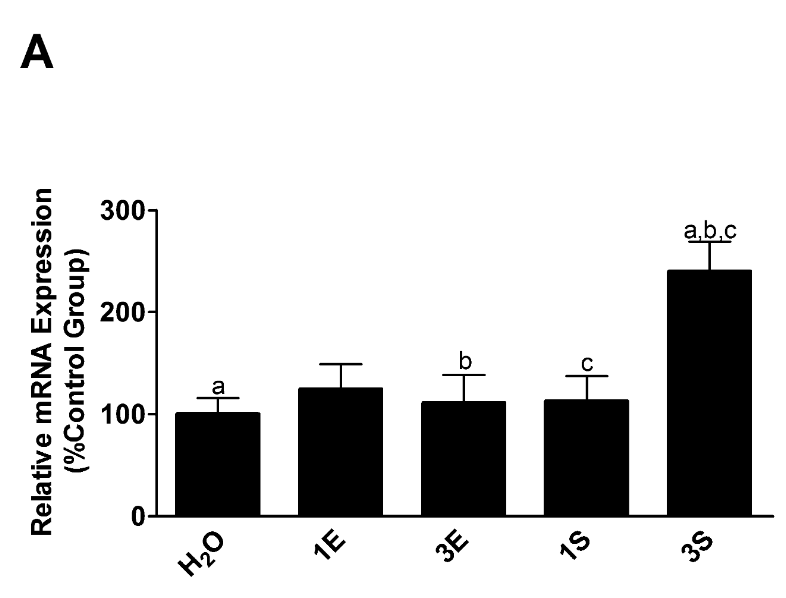 A
Relative mRNA Expression
(%Control Group)
300
200
100
0
a
b
c
a,b,c
H₂O
1E
3E
1S
3S